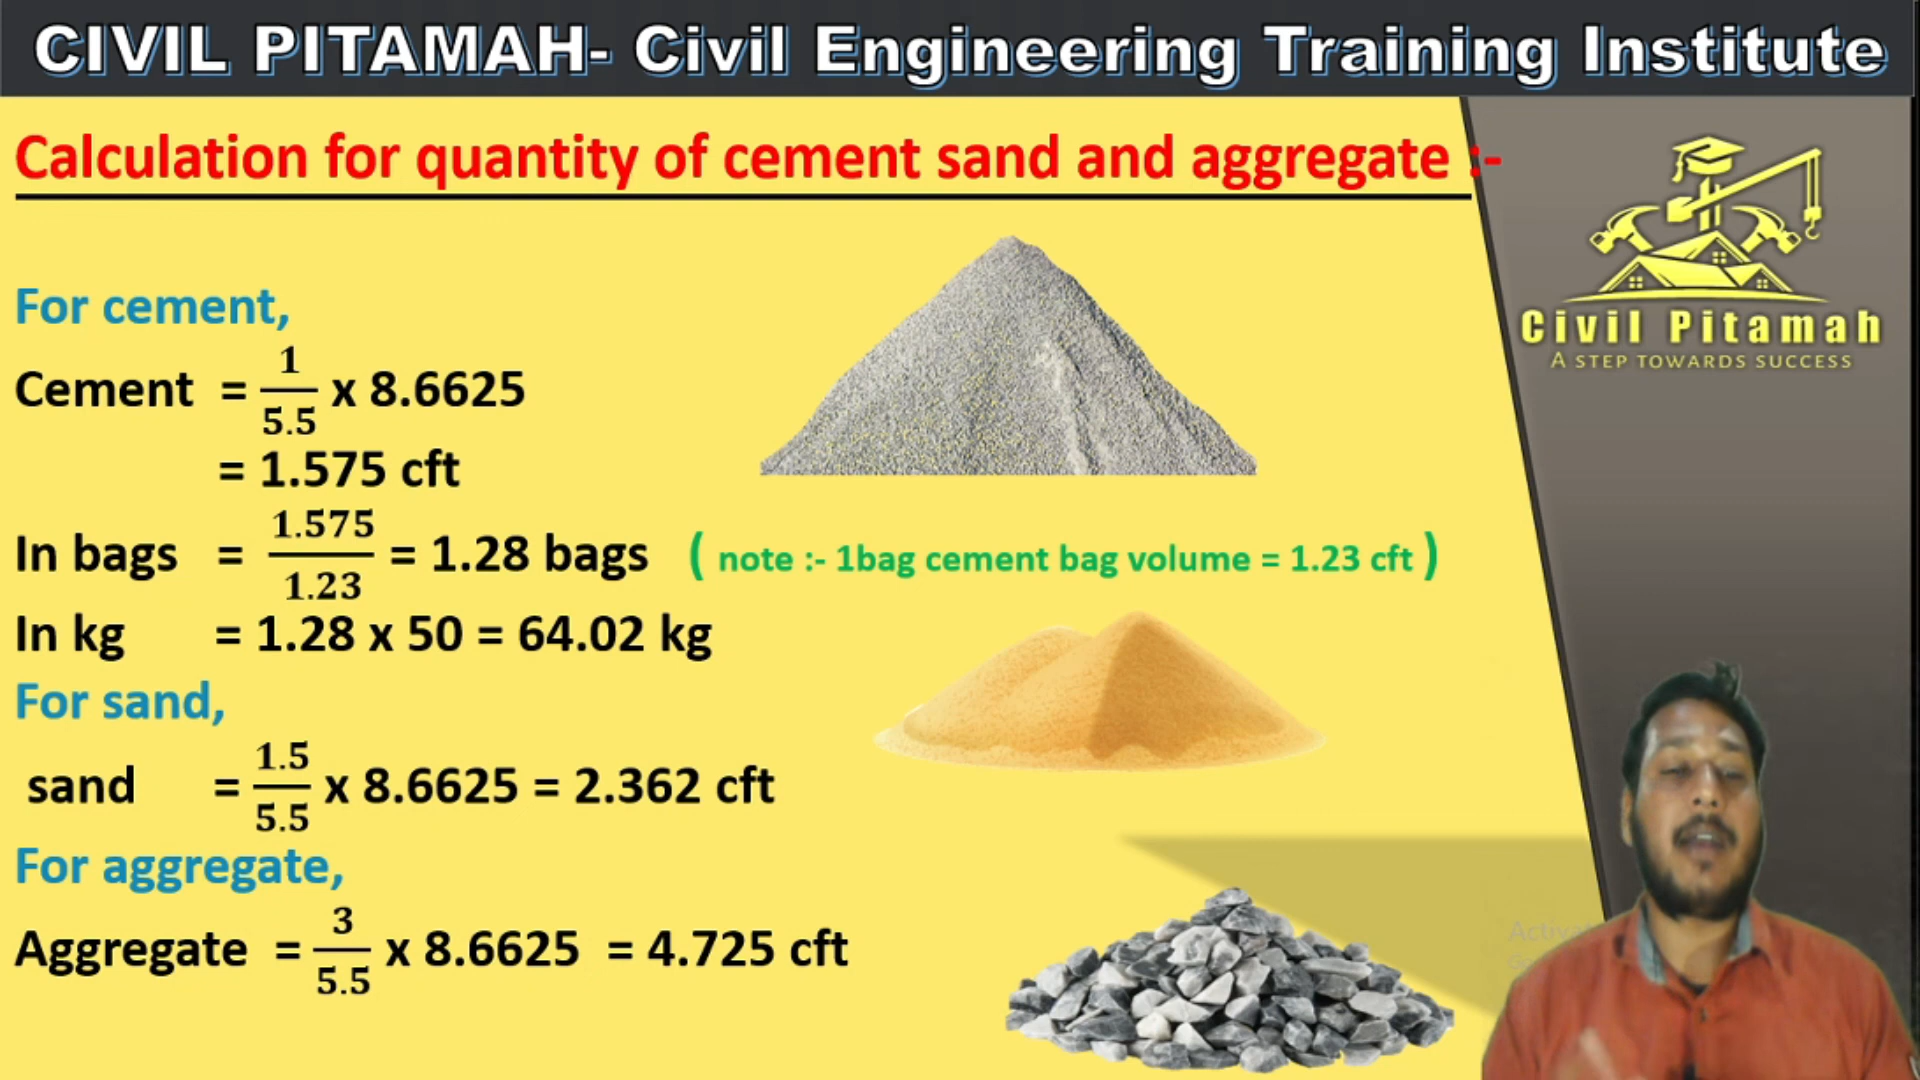 CIVIL PITAMAH- Civil Engineering Training Institute
Calculation for quantity of cement sand and aggregate :-
Civil Pitamah
A STEP TOWARDS SUCCESS
For cement,
Cement = 1/5.5 x 8.6625
= 1.575 cft
In bags = 1.575/1.23 = 1.28 bags ( note :- 1bag cement bag volume = 1.23 cft )
In kg = 1.28 x 50 = 64.02 kg
For sand,
sand = 1.5/5.5 x 8.6625 = 2.362 cft
For aggregate,
Aggregate = 3/5.5 x 8.6625 = 4.725 cft